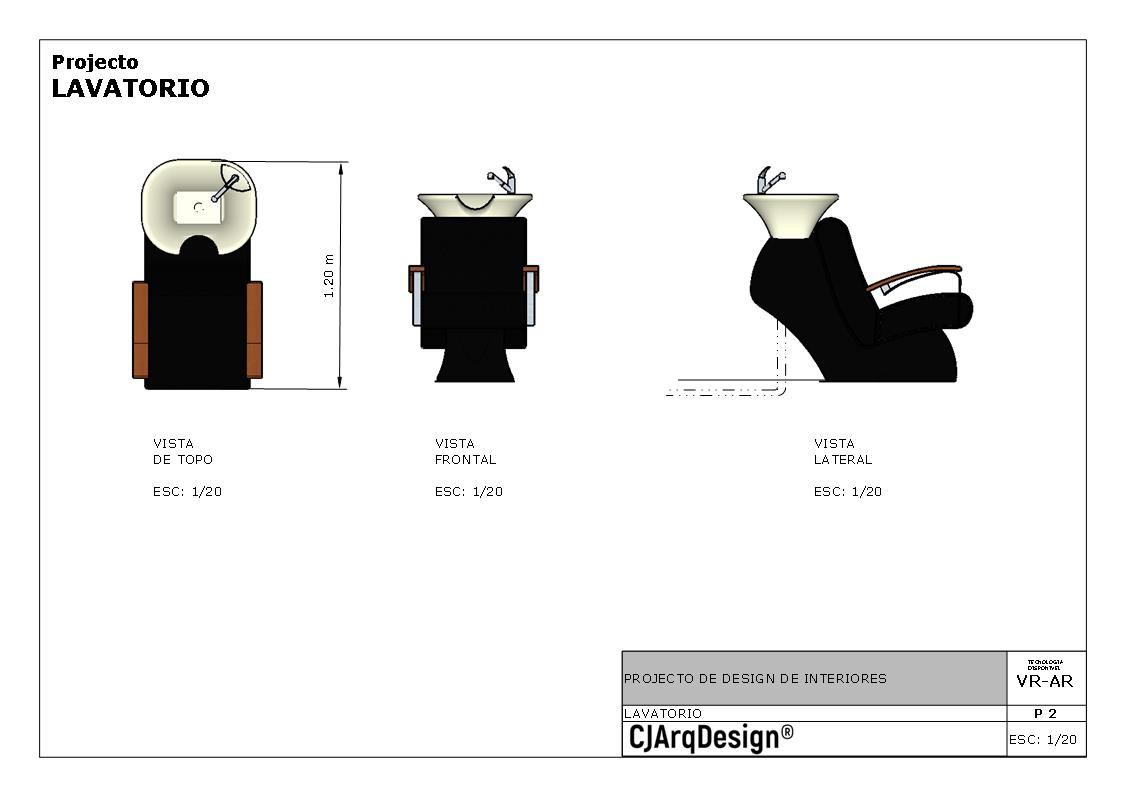 Projecto
LAVATORIO
1.20 m
VISTA
DE TOPO
ESC: 1/20
VISTA
FRONTAL
ESC: 1/20
VISTA
LATERAL
ESC: 1/20
PROJECTO DE DESIGN DE INTERIORES
TECNOLOGIA
DISPONIVEL
VR-AR
LAVATORIO
P 2
CJArqDesign®
ESC: 1/20